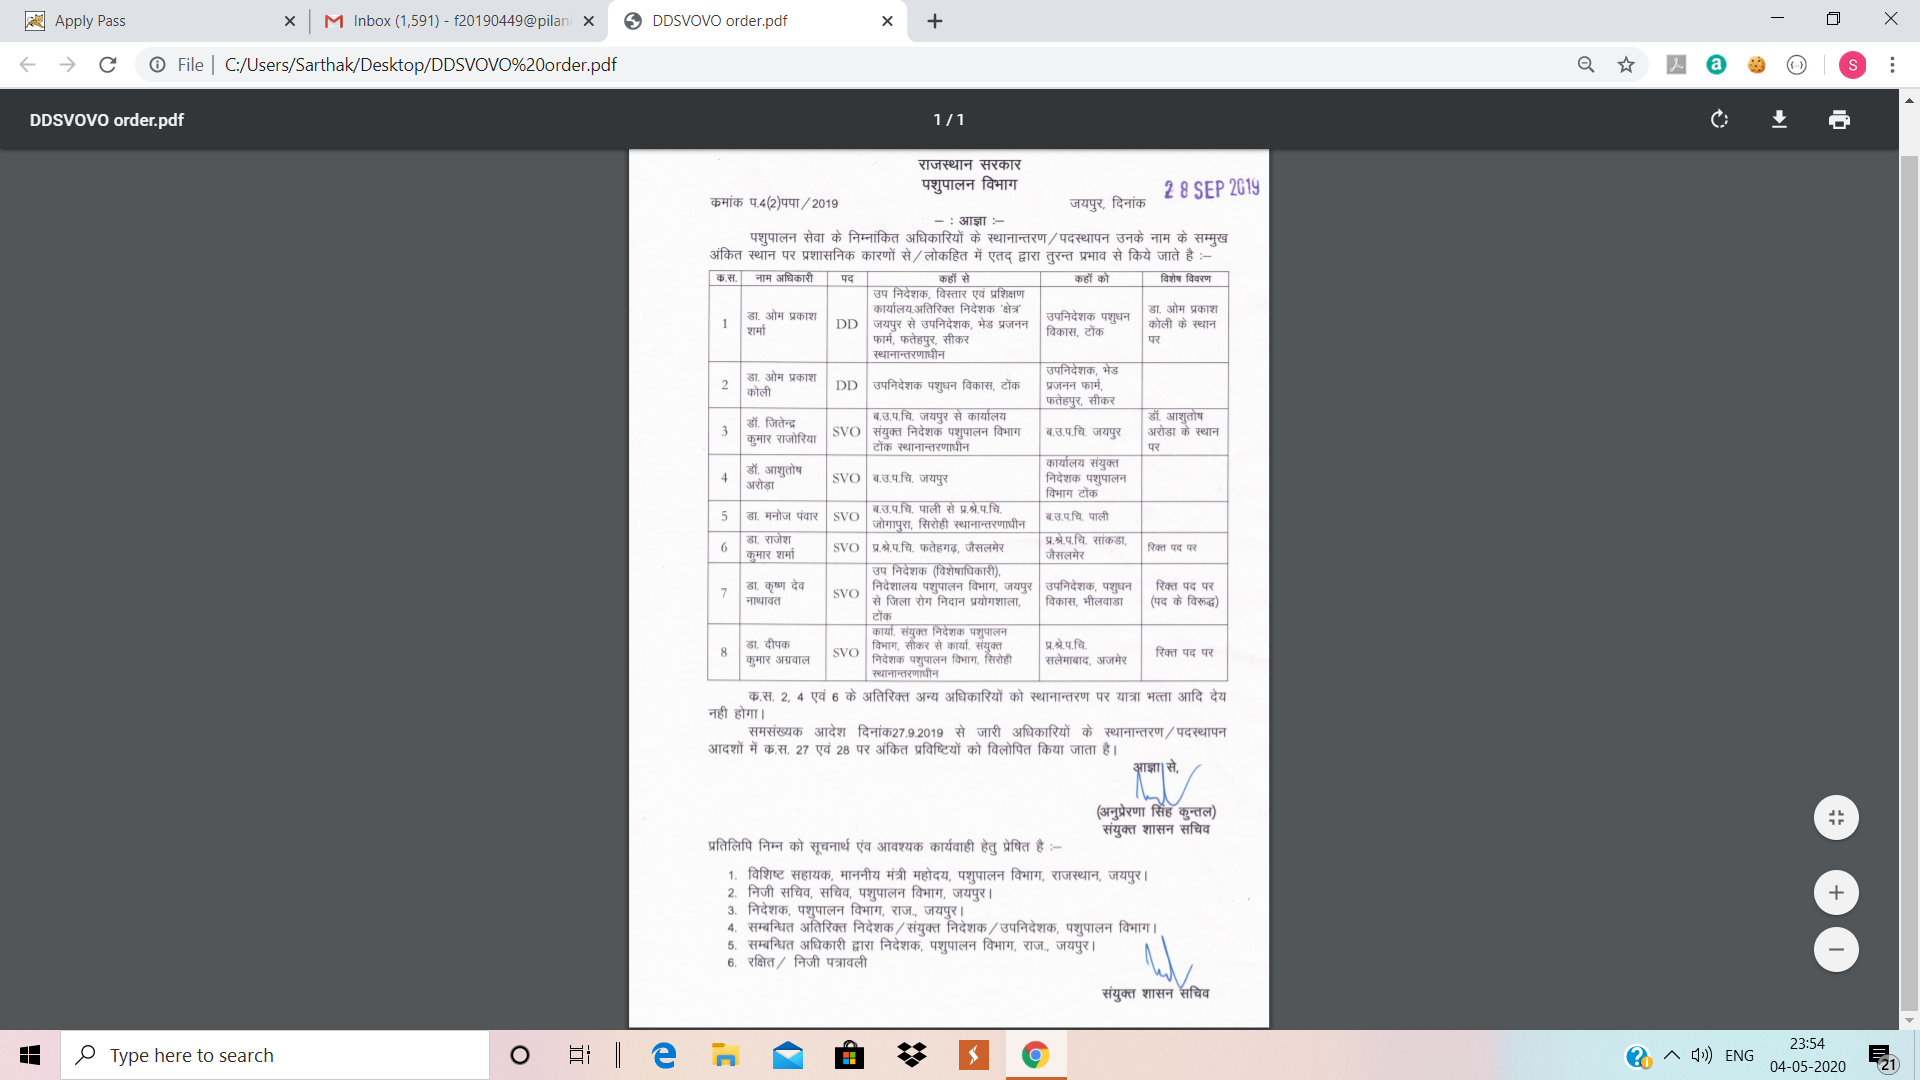 Apply Pass
Inbox (1,591) - f20190449@pilani
DDSVOVO order.pdf
File | C:/Users/Sarthak/Desktop/DDSVOVO%20order.pdf
S
DDSVOVO order.pdf
1 / 1
राजस्थान सरकार
पशुपालन विभाग
28 SEP 2019
क्रमांक प.4(2)पपा/2019 जयपुर, दिनांक
– : आज्ञा :–
पशुपालन सेवा के निम्नांकित अधिकारियों के स्थानान्तरण/पदस्थापन उनके नाम के सम्मुख
अंकित स्थान पर प्रशासनिक कारणों से/लोकहित में एतद् द्वारा तुरन्त प्रभाव से किये जाते है :–
क.स. नाम अधिकारी पद कहॉ से कहॉ को विशेष विवरण
1 डा. ओम प्रकाश शर्मा DD उप निदेशक, विस्तार एवं प्रशिक्षण कार्यालय.अतिरिक्त निदेशक 'क्षेत्र' जयपुर से उपनिदेशक, भेड प्रजनन फार्म, फतेहपुर, सीकर स्थानान्तरणाधीन उपनिदेशक पशुधन विकास, टोंक डा. ओम प्रकाश कोली के स्थान पर
2 डा. ओम प्रकाश कोली DD उपनिदेशक पशुधन विकास, टोंक उपनिदेशक, भेड प्रजनन फार्म, फतेहपुर, सीकर
3 डॉ. जितेन्द्र कुमार राजोरिया SVO ब.उ.प.चि. जयपुर से कार्यालय संयुक्त निदेशक पशुपालन विभाग टोंक स्थानान्तरणाधीन ब.उ.प.चि. जयपुर डॉ. आशुतोष अरोडा के स्थान पर
4 डॉ. आशुतोष अरोड़ा SVO ब.उ.प.चि. जयपुर कार्यालय संयुक्त निदेशक पशुपालन विभाग टोंक
5 डा. मनोज पंवार SVO ब.उ.प.चि. पाली से प्र.श्रे.प.चि. जोगापुरा, सिरोही स्थानान्तरणाधीन ब.उ.प.चि. पाली
6 डा. राजेश कुमार शर्मा SVO प्र.श्रे.प.चि. फतेहगढ़, जैसलमेर प्र.श्रे.प.चि. सांकडा, जैसलमेर रिक्त पद पर
7 डा. कृष्ण देव नाथावत SVO उप निदेशक (विशेषाधिकारी), निदेशालय पशुपालन विभाग, जयपुर से जिला रोग निदान प्रयोगशाला, टोंक उपनिदेशक, पशुधन विकास, भीलवाडा रिक्त पद पर (पद के विरूद्ध)
8 डा. दीपक कुमार अग्रवाल SVO कार्या. संयुक्त निदेशक पशुपालन विभाग, सीकर से कार्या. संयुक्त निदेशक पशुपालन विभाग, सिरोही स्थानान्तरणाधीन प्र.श्रे.प.चि. सलेमाबाद, अजमेर रिक्त पद पर
क.स. 2, 4 एवं 6 के अतिरिक्त अन्य अधिकारियों को स्थानान्तरण पर यात्रा भत्ता आदि देय
नही होगा।
समसंख्यक आदेश दिनांक27.9.2019 से जारी अधिकारियों के स्थानान्तरण/पदस्थापन
आदशों में क.स. 27 एवं 28 पर अंकित प्रविष्टियों को विलोपित किया जाता है।
आज्ञा से,
(अनुप्रेरणा सिंह कुन्तल)
संयुक्त शासन सचिव
प्रतिलिपि निम्न को सूचनार्थ एंव आवश्यक कार्यवाही हेतु प्रेषित है :–
1. विशिष्ट सहायक, माननीय मंत्री महोदय, पशुपालन विभाग, राजस्थान, जयपुर।
2. निजी सचिव, सचिव, पशुपालन विभाग, जयपुर।
3. निदेशक, पशुपालन विभाग, राज., जयपुर।
4. सम्बन्धित अतिरिक्त निदेशक/संयुक्त निदेशक/उपनिदेशक, पशुपालन विभाग।
5. सम्बन्धित अधिकारी द्वारा निदेशक, पशुपालन विभाग, राज., जयपुर।
6. रक्षित/ निजी पत्रावली
संयुक्त शासन सचिव
Type here to search
ENG
23:54
04-05-2020
21